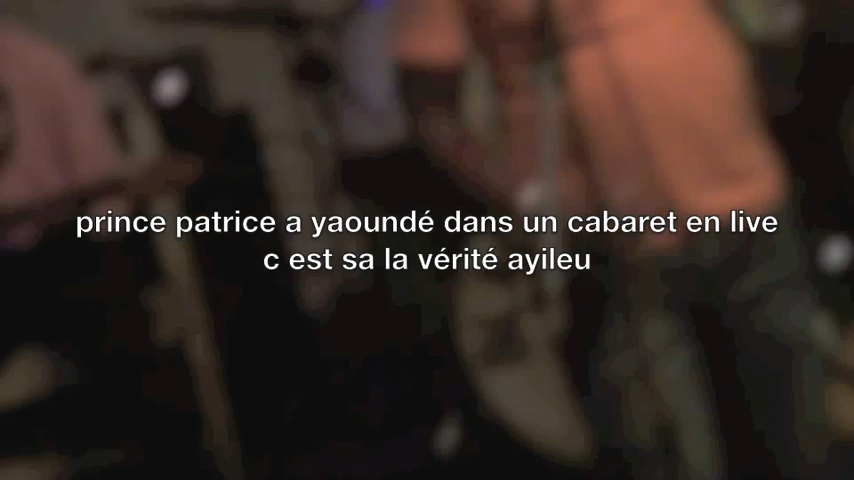 prince patrice a yaoundé dans un cabaret en live
c est sa la vérité ayileu